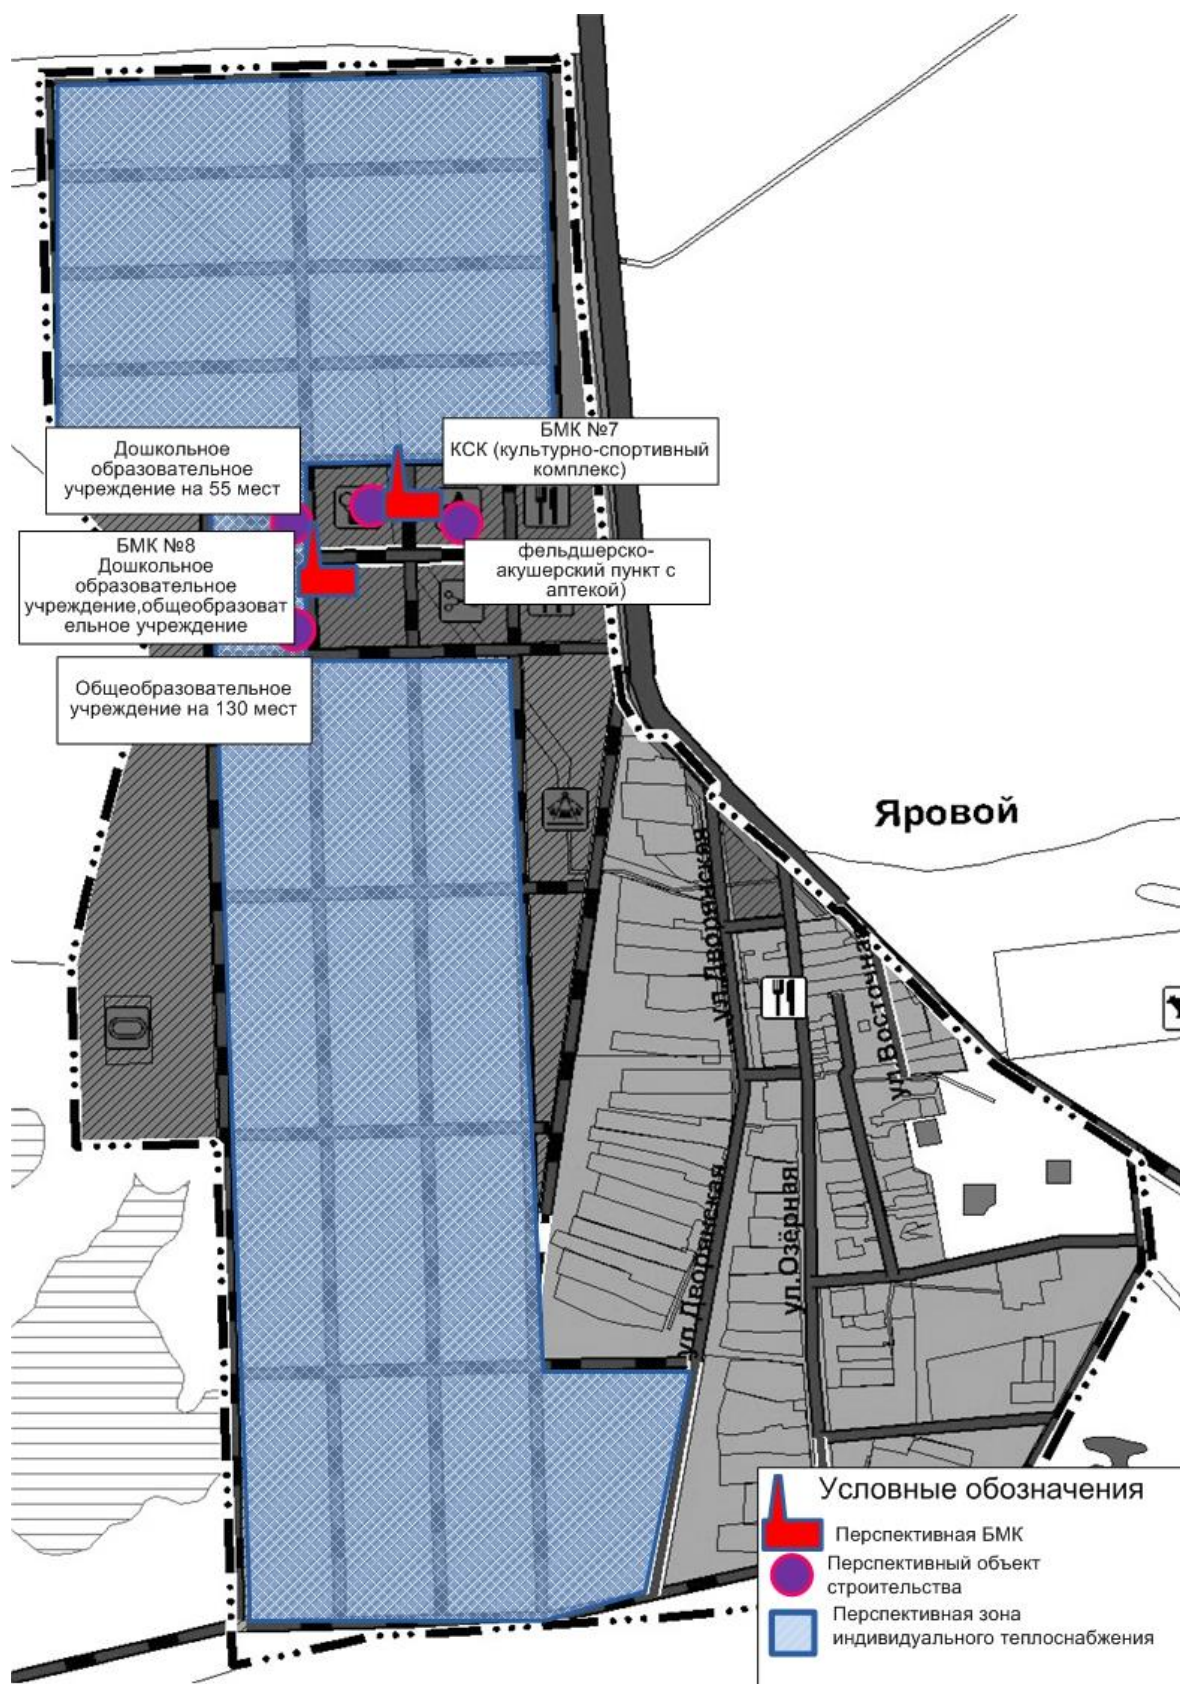 БМК №7
КСК (культурно-спортивный
комплекс)
Дошкольное
образовательное
учреждение на 55 мест
БМК №8
Дошкольное
образовательное
учреждение,общеобразоват
ельное учреждение
фельдшерско-
акушерский пункт с
аптекой)
Общеобразовательное
учреждение на 130 мест
Яровой
ул.Дворянская
ул.Восточная
ул.Дворянская
ул.Озёрная
Условные обозначения
Перспективная БМК
Перспективный объект
строительства
Перспективная зона
индивидуального теплоснабжения